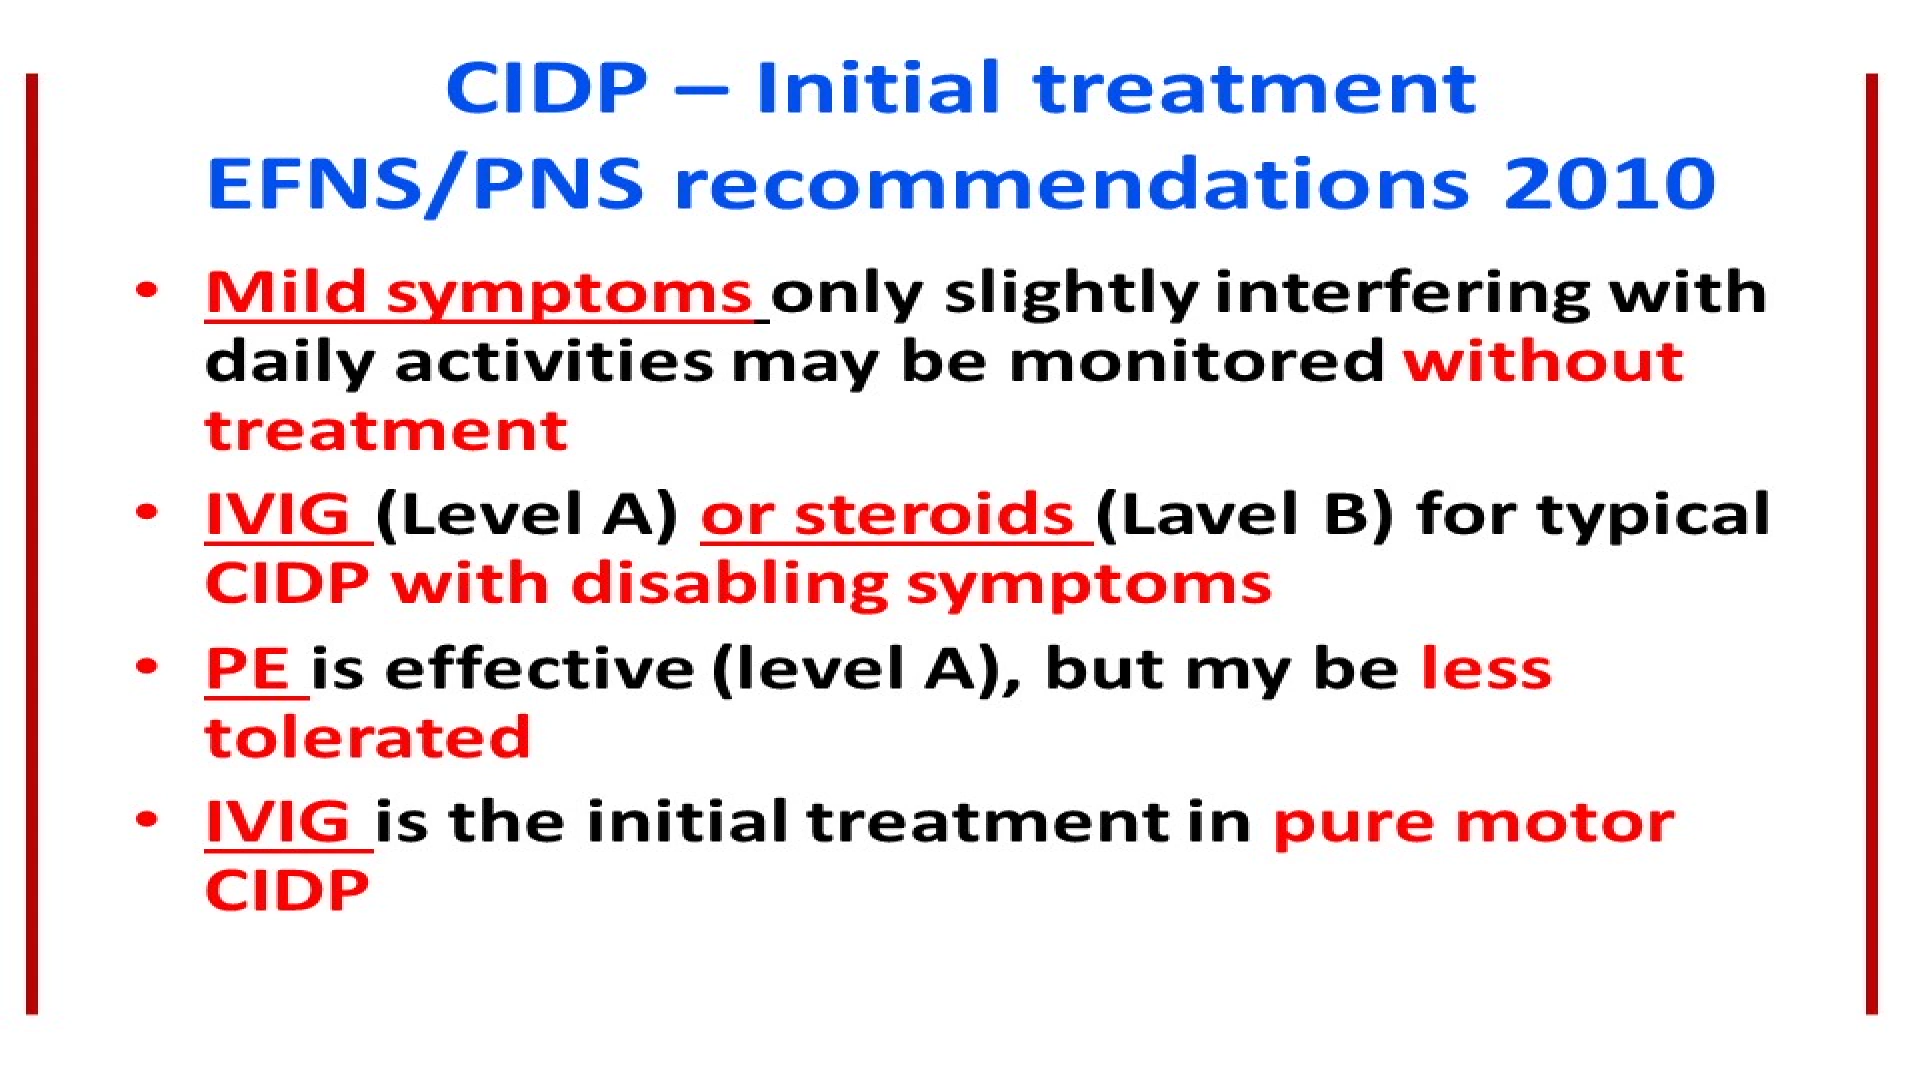 CIDP – Initial treatment
EFNS/PNS recommendations 2010
• Mild symptoms only slightly interfering with
daily activities may be monitored without
treatment
• IVIG (Level A) or steroids (Lavel B) for typical
CIDP with disabling symptoms
• PE is effective (level A), but my be less
tolerated
• IVIG is the initial treatment in pure motor
CIDP